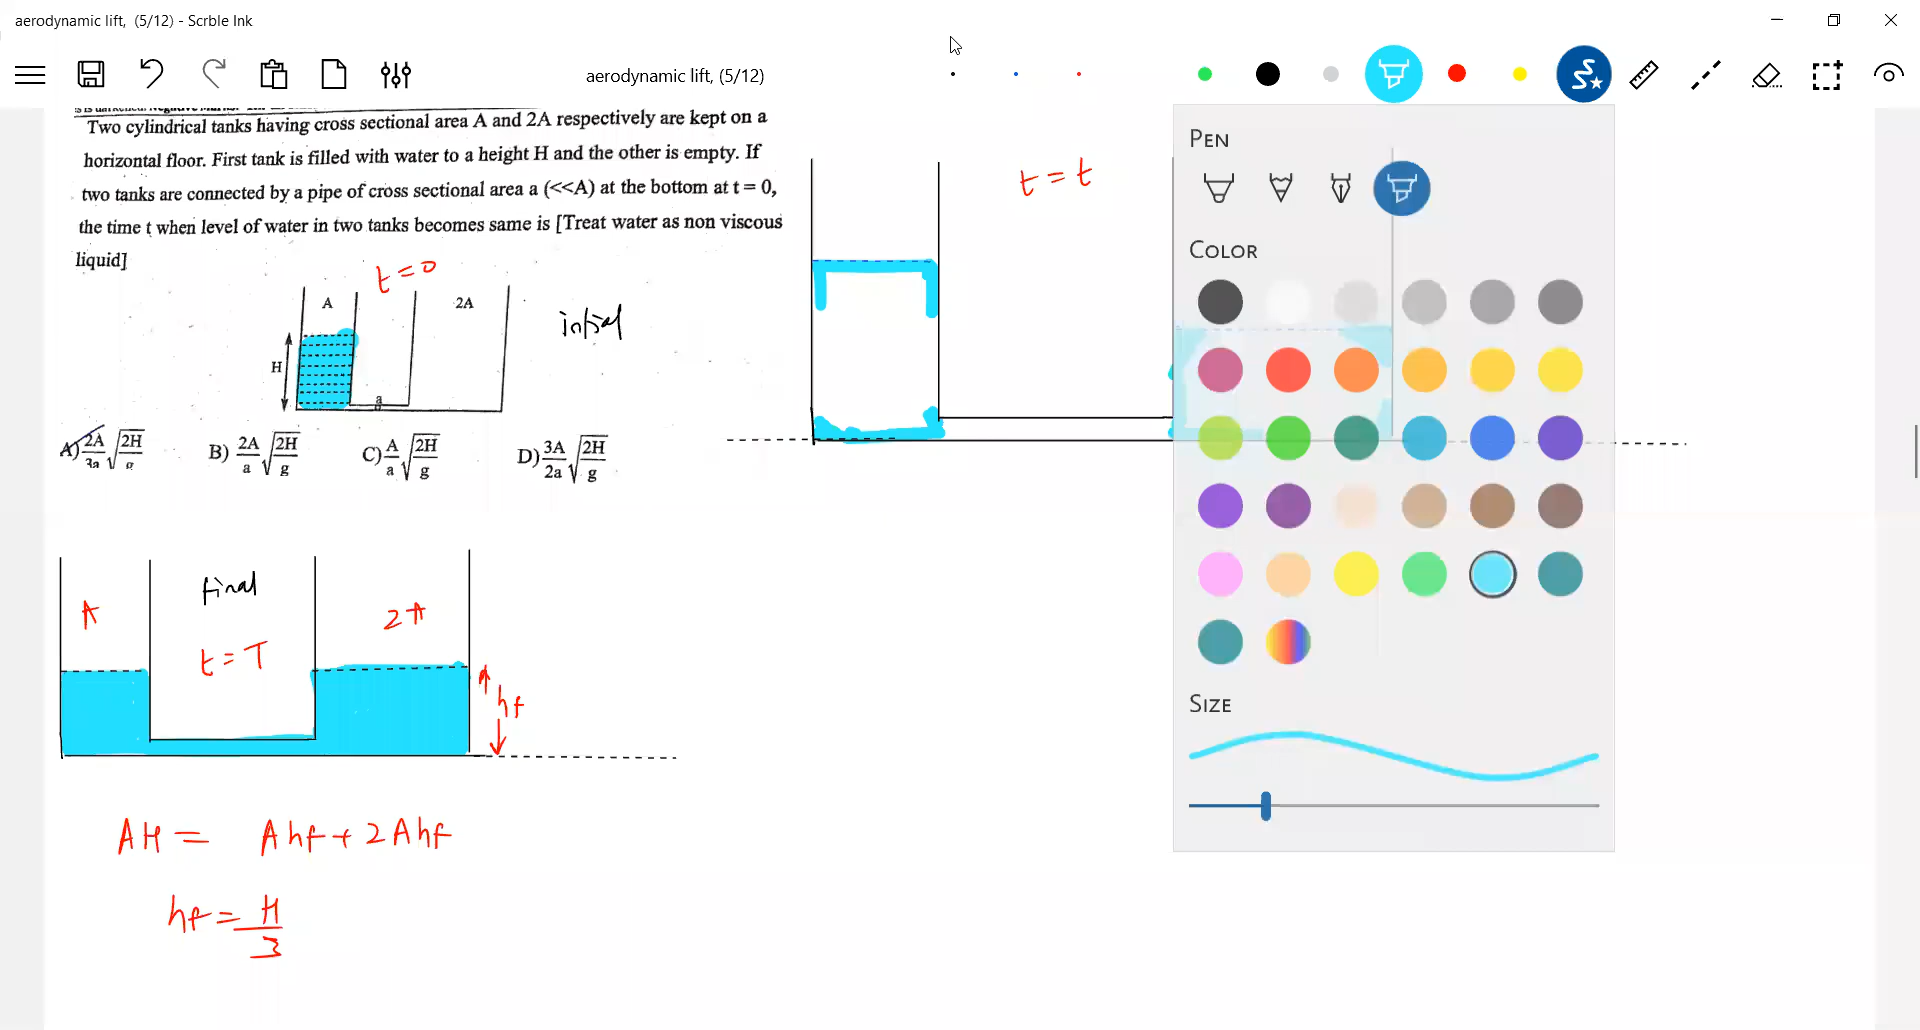 aerodynamic lift, (5/12) - Scrble Ink
aerodynamic lift, (5/12)
Two cylindrical tanks having cross sectional area A and 2A respectively are kept on a
horizontal floor. First tank is filled with water to a height H and the other is empty. If
two tanks are connected by a pipe of cross sectional area a (<<A) at the bottom at t = 0,
the time t when level of water in two tanks becomes same is [Treat water as non viscous
liquid]
t = 0
A
2A
initial
H
a
A) 2A/3a √2H/g
B) 2A/a √2H/g
C) A/a √2H/g
D) 3A/2a √2H/g
t = t
final
A
2A
t = T
hf
AH = Ahf + 2Ahf
hf = H/3
PEN
COLOR
SIZE